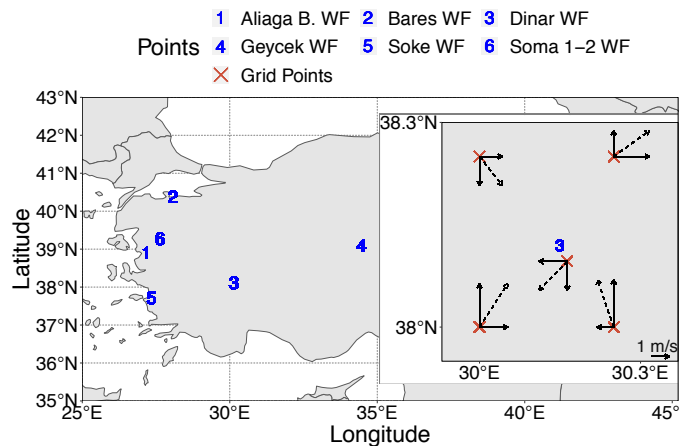 1 Aliaga B. WF 2 Bares WF 3 Dinar WF
Points 4 Geycek WF 5 Soke WF 6 Soma 1−2 WF
Grid Points
43°N
42°N
41°N
40°N
39°N
38°N
37°N
36°N
35°N
Latitude
2
6
1
4
3
5
38.3°N
3
38°N
1 m/s
30°E 30.3°E
25°E 30°E 35°E 40°E 45°E
Longitude